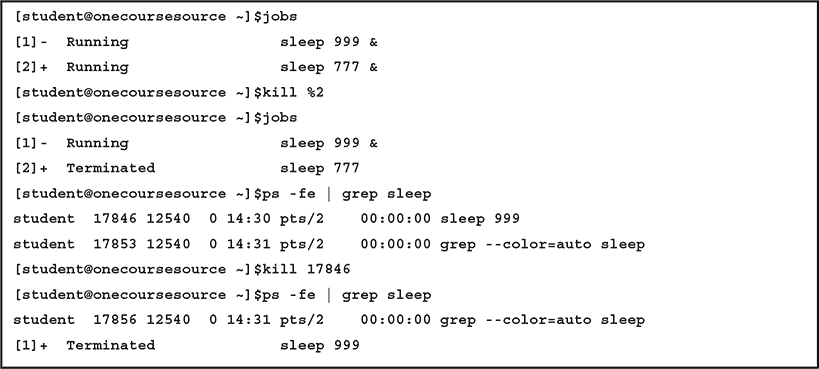 [student@onecoursesource ~]$jobs
[1]-  Running                 sleep 999 &
[2]+  Running                 sleep 777 &
[student@onecoursesource ~]$kill %2
[student@onecoursesource ~]$jobs
[1]-  Running                 sleep 999 &
[2]+  Terminated              sleep 777
[student@onecoursesource ~]$ps -fe | grep sleep
student  17846 12540  0 14:30 pts/2    00:00:00 sleep 999
student  17853 12540  0 14:31 pts/2    00:00:00 grep --color=auto sleep
[student@onecoursesource ~]$kill 17846
[student@onecoursesource ~]$ps -fe | grep sleep
student  17856 12540  0 14:31 pts/2    00:00:00 grep --color=auto sleep
[1]+  Terminated              sleep 999